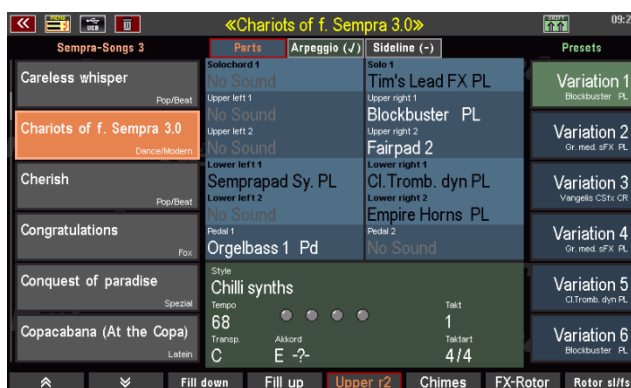 MENU USB «Chariots of f. Sempra 3.0» SHIFT 09:2
Sempra-Songs 3
Careless whisper
Pop/Beat
Chariots of f. Sempra 3.0
Dance/Modern
Cherish
Pop/Beat
Congratulations
Fox
Conquest of paradise
Spezial
Copacabana (At the Copa)
Latein
Parts Arpeggio (√) Sideline (-)
Solochord 1 Solo 1
No Sound Tim's Lead FX PL
Upper left 1 Upper right 1
No Sound Blockbuster PL
Upper left 2 Upper right 2
No Sound Fairpad 2
Lower left 1 Lower right 1
Semprapad Sy. PL Cl.Tromb. dyn PL
Lower left 2 Lower right 2
No Sound Empire Horns PL
Pedal 1 Pedal 2
Orgelbass 1 Pd No Sound
Style
Chilli synths
Tempo Takt
68 1
Transp. Akkord Taktart
C E -?- 4/4
Presets
Variation 1
Blockbuster PL
Variation 2
Gr. med. sFX PL
Variation 3
Vangelis CSfx CR
Variation 4
Gr. med sFX PL
Variation 5
Cl.Tromb. dyn PL
Variation 6
Blockbuster PL
Fill down Fill up Upper r2 Chimes FX-Rotor Rotor sl/fs